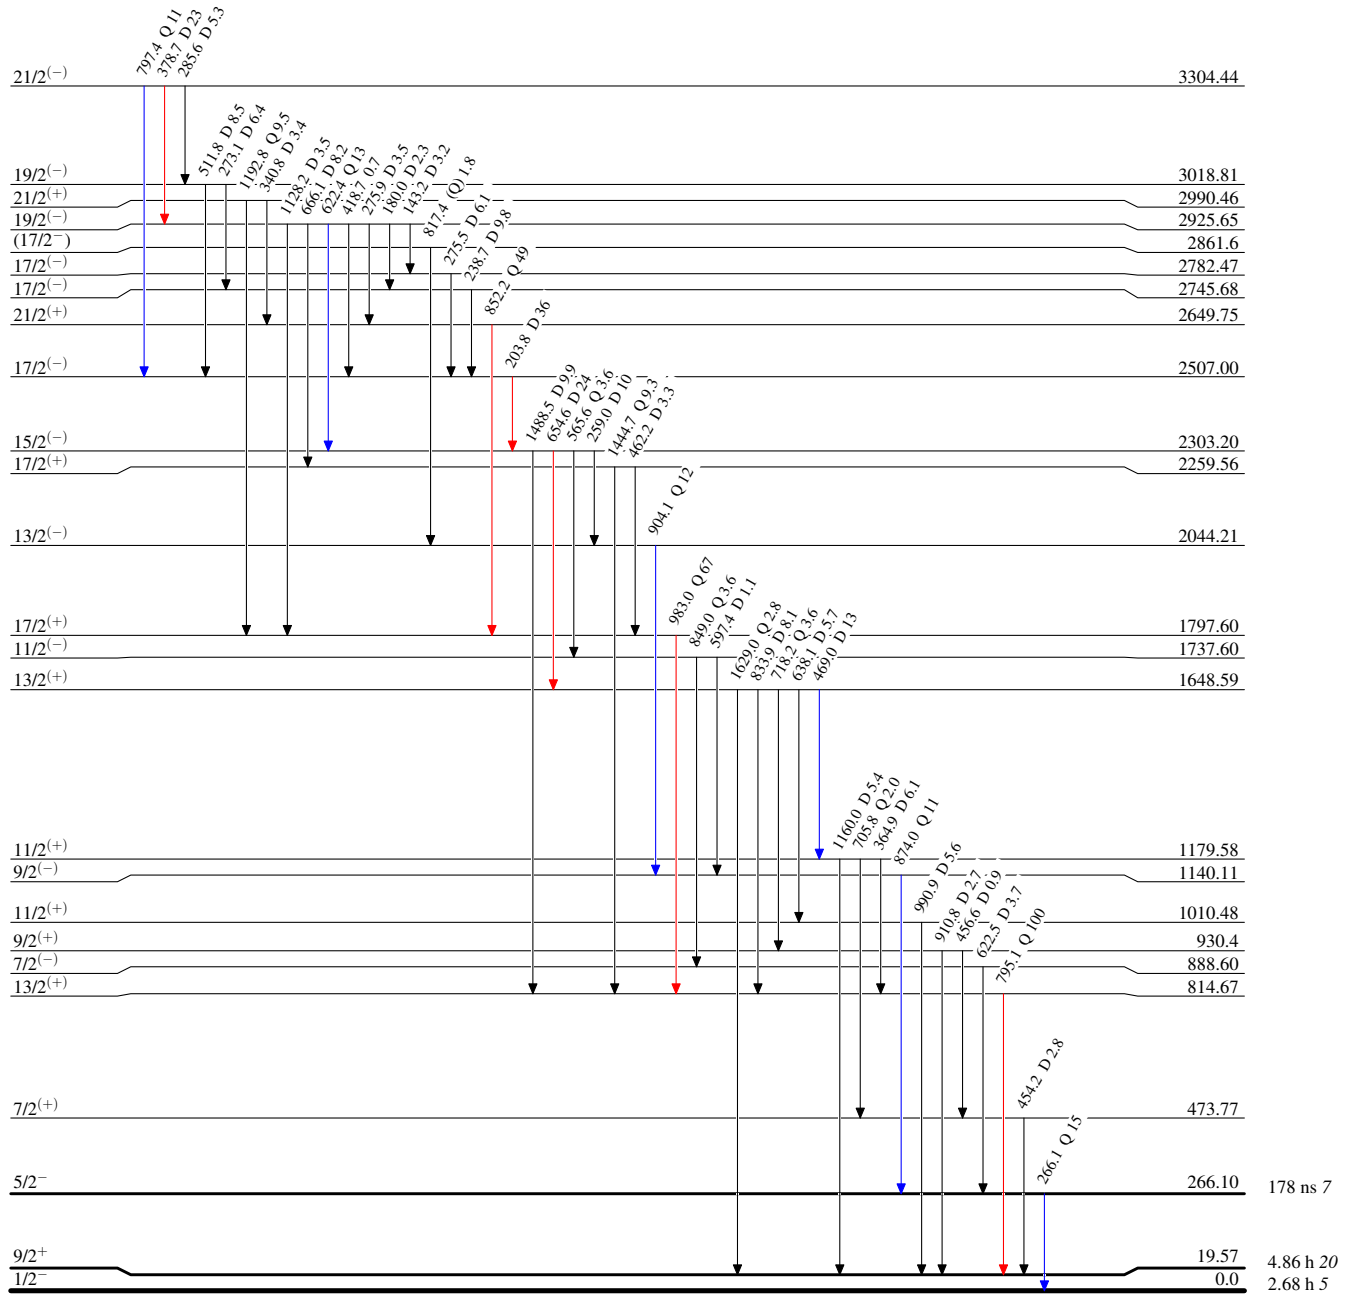 797.4 Q 11
378.7 D 23
285.6 D 5.3
21/2(−) 3304.44
511.8 D 8.5
273.1 D 6.4
1192.8 Q 9.5
340.8 D 3.4
1128.2 D 3.5
666.1 D 8.2
622.4 Q 13
418.7 0.7
275.9 D 3.5
180.0 D 2.3
143.2 D 3.2
817.4 (Q) 1.8
275.5 D 6.1
238.7 D 9.8
852.2 Q 49
203.8 D 36
19/2(−) 3018.81
21/2(+) 2990.46
19/2(−) 2925.65
(17/2−) 2861.6
17/2(−) 2782.47
17/2(−) 2745.68
21/2(+) 2649.75
17/2(−) 2507.00
1488.5 D 9.9
654.6 D 24
565.6 Q 3.6
259.0 D 10
1444.7 Q 9.3
462.2 D 3.3
15/2(−) 2303.20
17/2(+) 2259.56
904.1 Q 12
13/2(−) 2044.21
983.0 Q 67
849.0 Q 3.6
597.4 D 1.1
1629.0 Q 2.8
833.9 D 8.1
718.2 Q 3.6
638.1 D 5.7
469.0 D 13
17/2(+) 1797.60
11/2(−) 1737.60
13/2(+) 1648.59
1160.0 D 5.4
705.8 Q 2.0
364.9 D 6.1
874.0 Q 11
11/2(+) 1179.58
9/2(−) 1140.11
990.9 D 5.6
910.8 D 2.7
456.6 D 0.9
622.5 D 3.7
795.1 Q 100
11/2(+) 1010.48
9/2(+) 930.4
7/2(−) 888.60
13/2(+) 814.67
454.2 D 2.8
7/2(+) 473.77
266.1 Q 15
5/2− 266.10 178 ns 7
9/2+ 19.57 4.86 h 20
1/2− 0.0 2.68 h 5